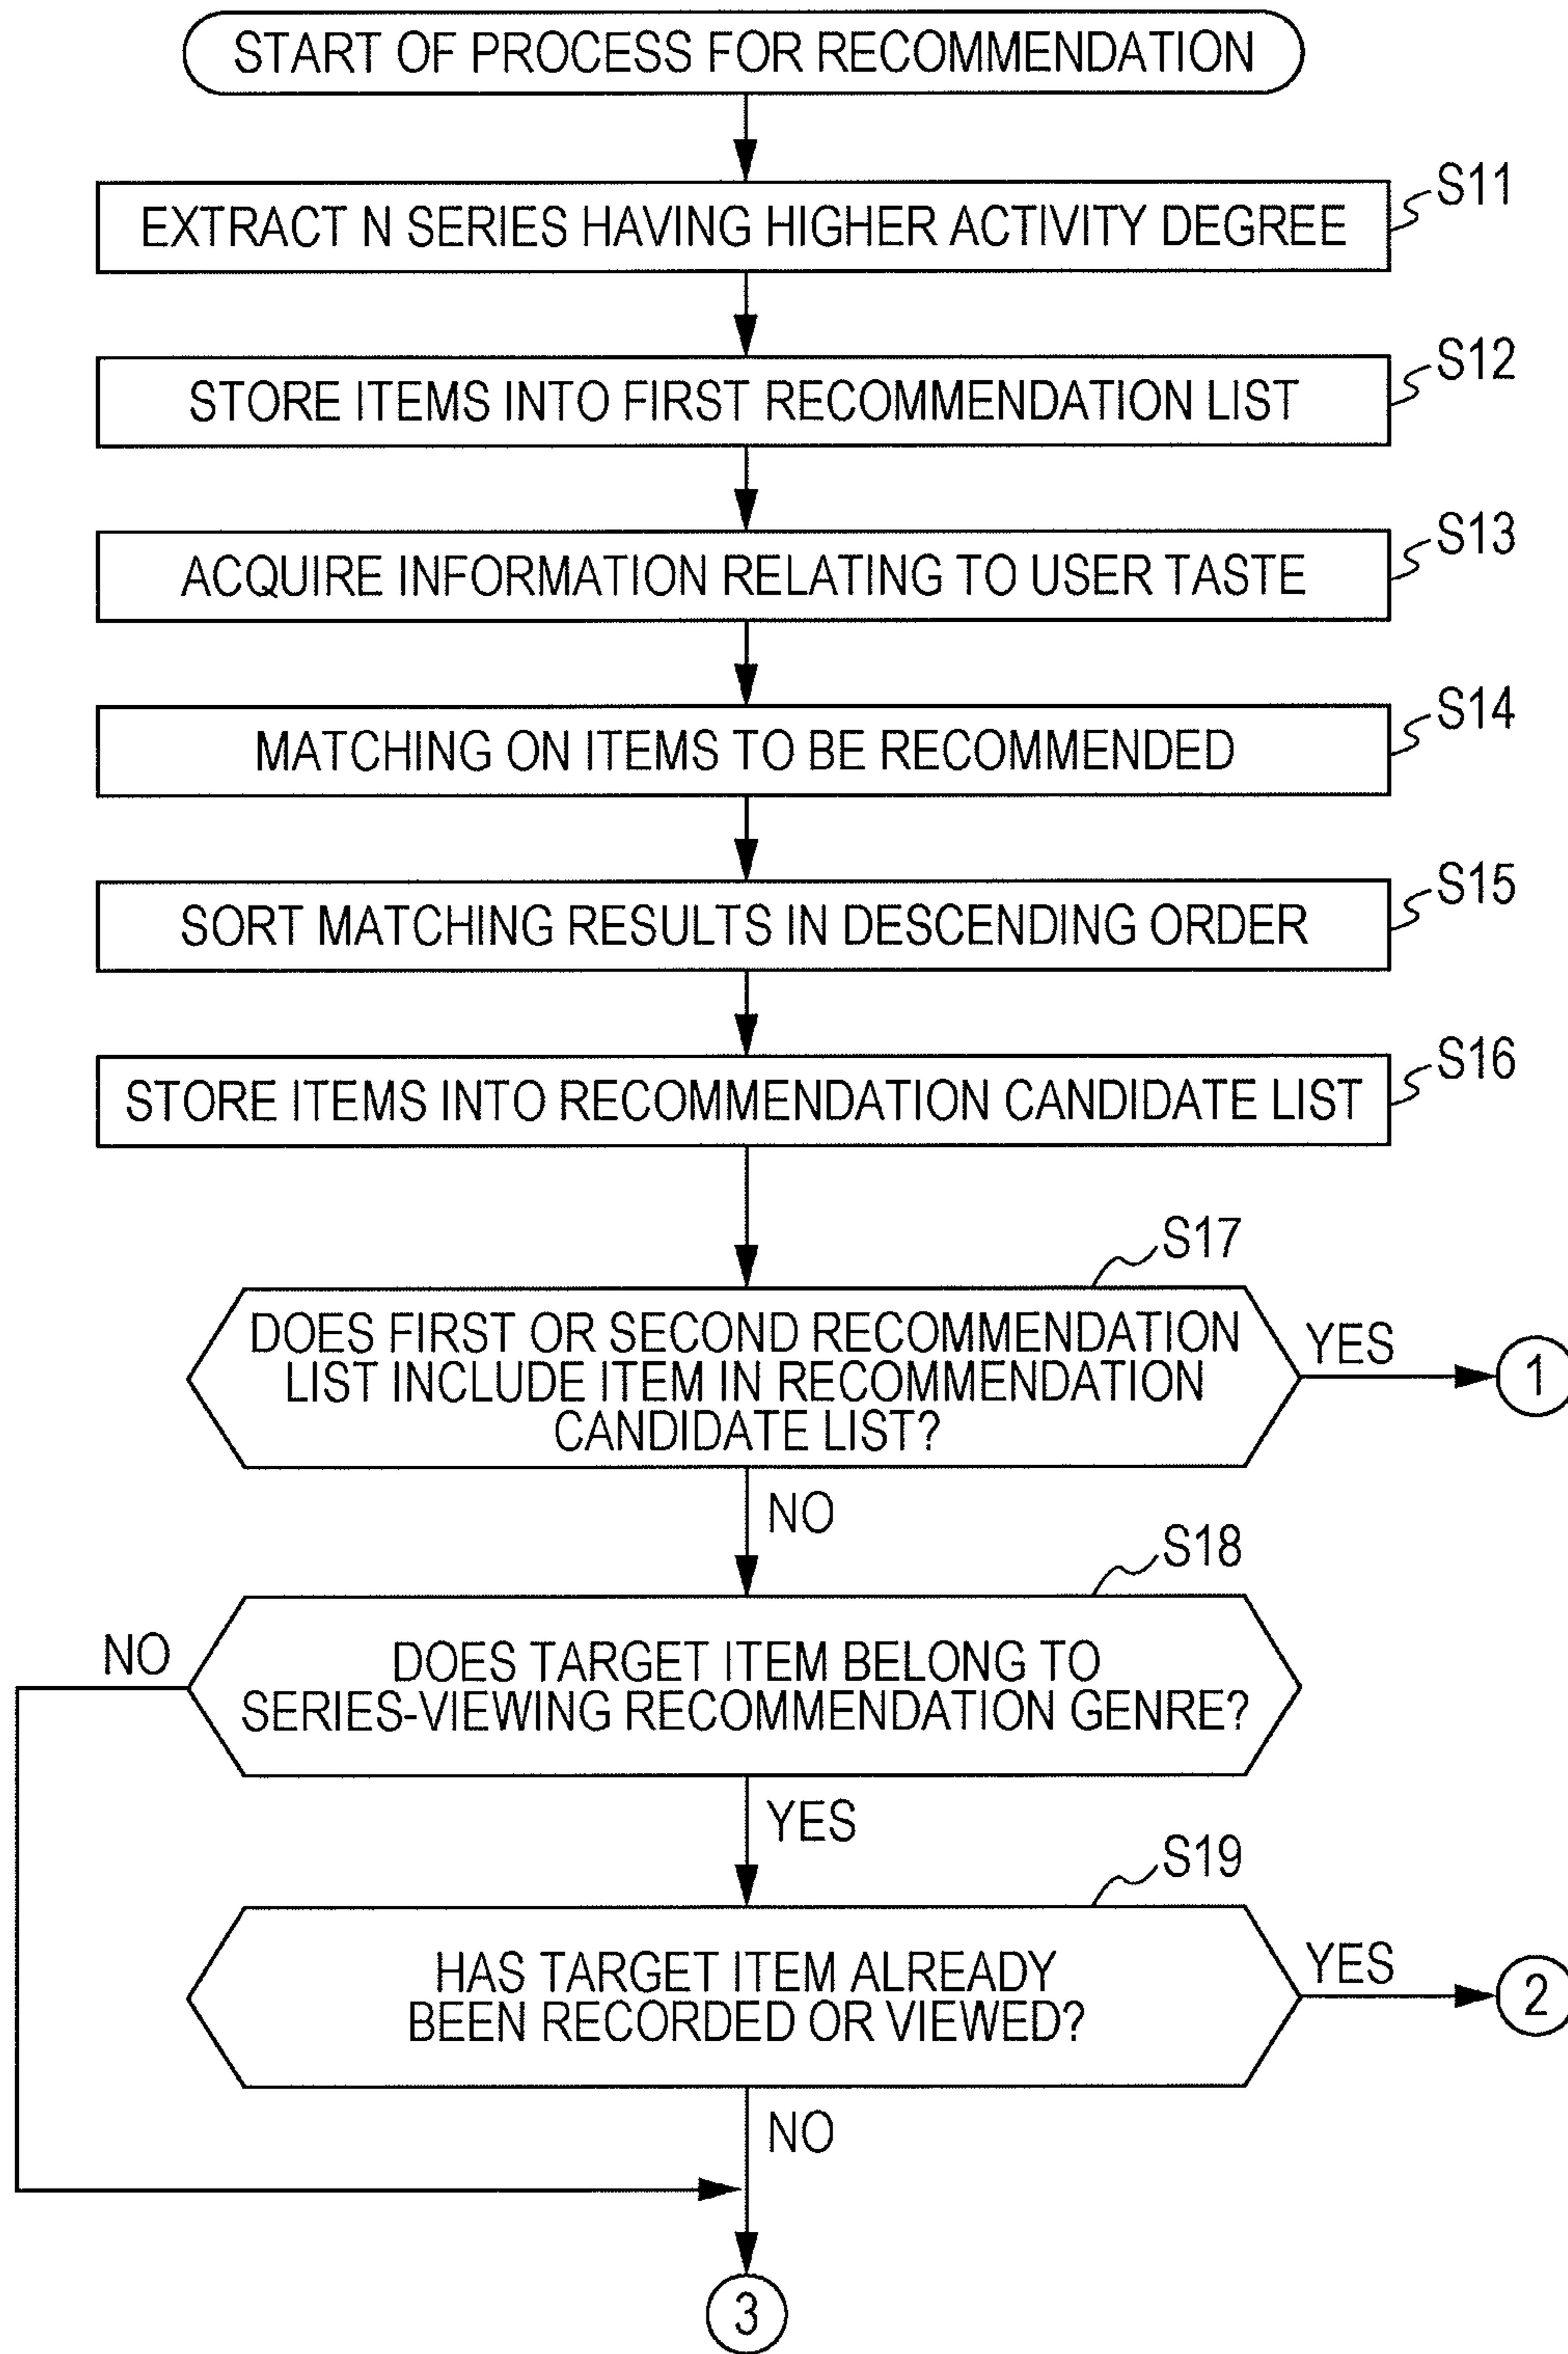 START OF PROCESS FOR RECOMMENDATION
S11
EXTRACT N SERIES HAVING HIGHER ACTIVITY DEGREE
S12
STORE ITEMS INTO FIRST RECOMMENDATION LIST
S13
ACQUIRE INFORMATION RELATING TO USER TASTE
S14
MATCHING ON ITEMS TO BE RECOMMENDED
S15
SORT MATCHING RESULTS IN DESCENDING ORDER
S16
STORE ITEMS INTO RECOMMENDATION CANDIDATE LIST
S17
DOES FIRST OR SECOND RECOMMENDATION
LIST INCLUDE ITEM IN RECOMMENDATION
CANDIDATE LIST?
YES
1
NO
S18
NO
DOES TARGET ITEM BELONG TO
SERIES-VIEWING RECOMMENDATION GENRE?
YES
S19
HAS TARGET ITEM ALREADY
BEEN RECORDED OR VIEWED?
YES
2
NO
3